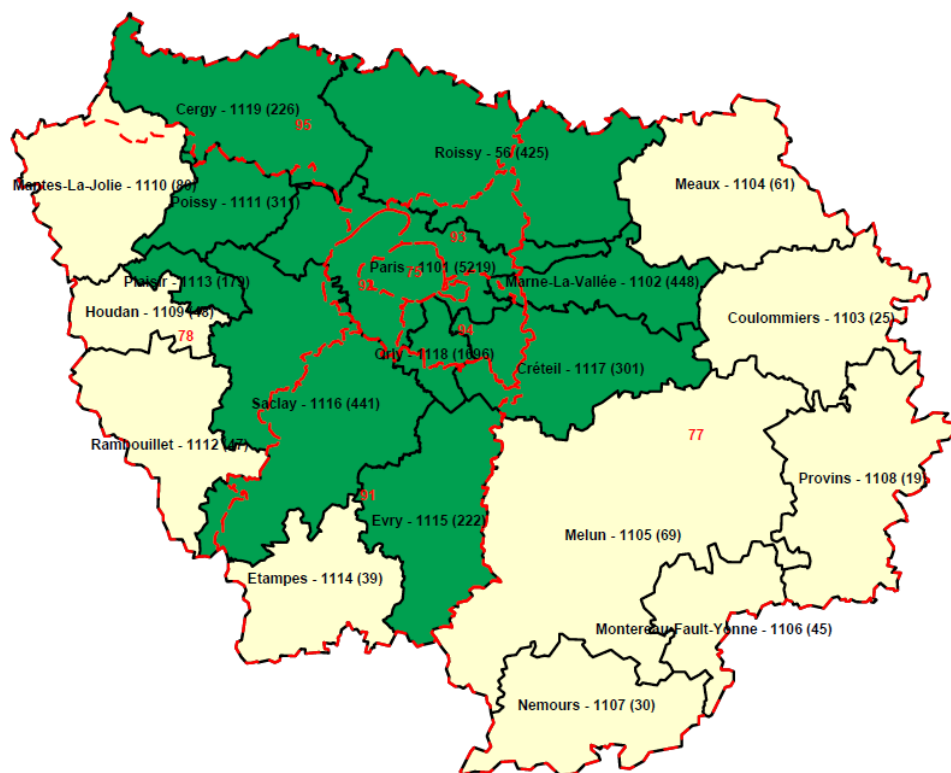 Cergy - 1119 (226)
95
Roissy - 56 (425)
Mantes-La-Jolie - 1110 (80)
Meaux - 1104 (61)
Poissy - 1111 (311)
93
Paris - 1101 (5219)
75
92
Plaisir - 1113 (179)
Marne-La-Vallée - 1102 (448)
Houdan - 1109 (48)
Coulommiers - 1103 (25)
78
94
Orly - 1118 (1696)
Créteil - 1117 (301)
Saclay - 1116 (441)
77
Rambouillet - 1112 (47)
Provins - 1108 (19)
91
Evry - 1115 (222)
Melun - 1105 (69)
Etampes - 1114 (39)
Montereau-Fault-Yonne - 1106 (45)
Nemours - 1107 (30)